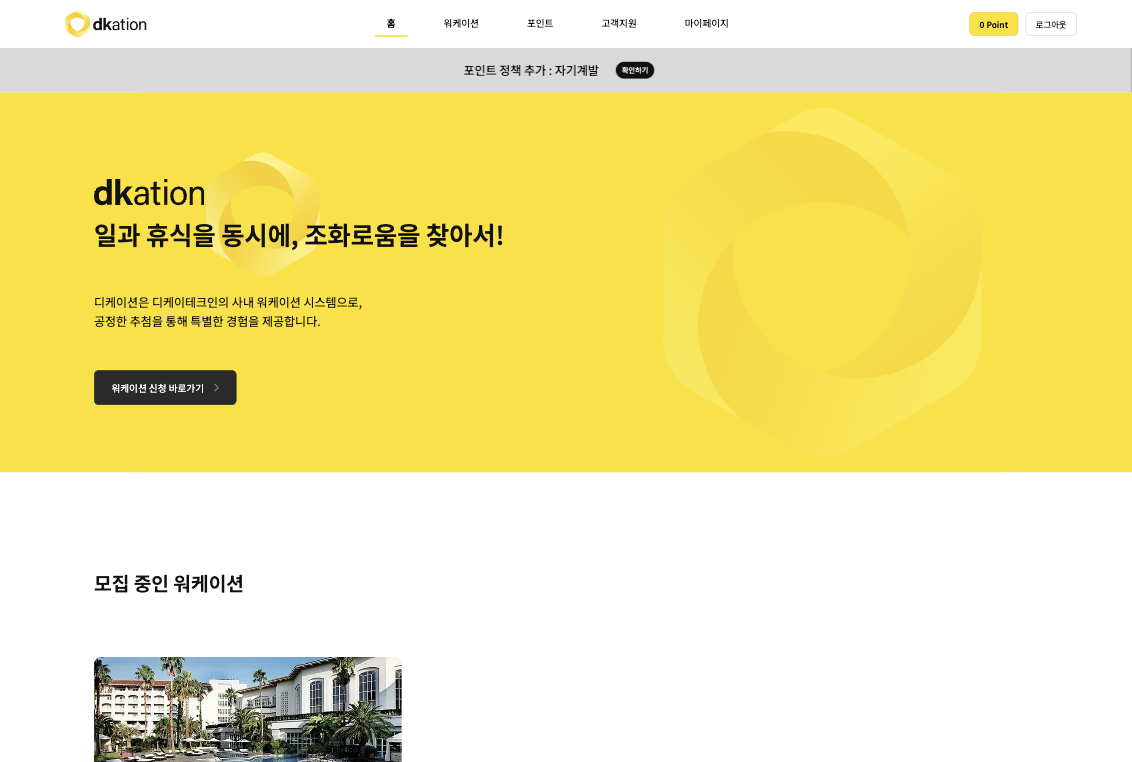 dkation
홈
워케이션
포인트
고객지원
마이페이지
0 Point
로그아웃
포인트 정책 추가 : 자기계발
확인하기
dkation
일과 휴식을 동시에, 조화로움을 찾아서!
디케이션은 디케이테크인의 사내 워케이션 시스템으로,
공정한 추첨을 통해 특별한 경험을 제공합니다.
워케이션 신청 바로가기
모집 중인 워케이션